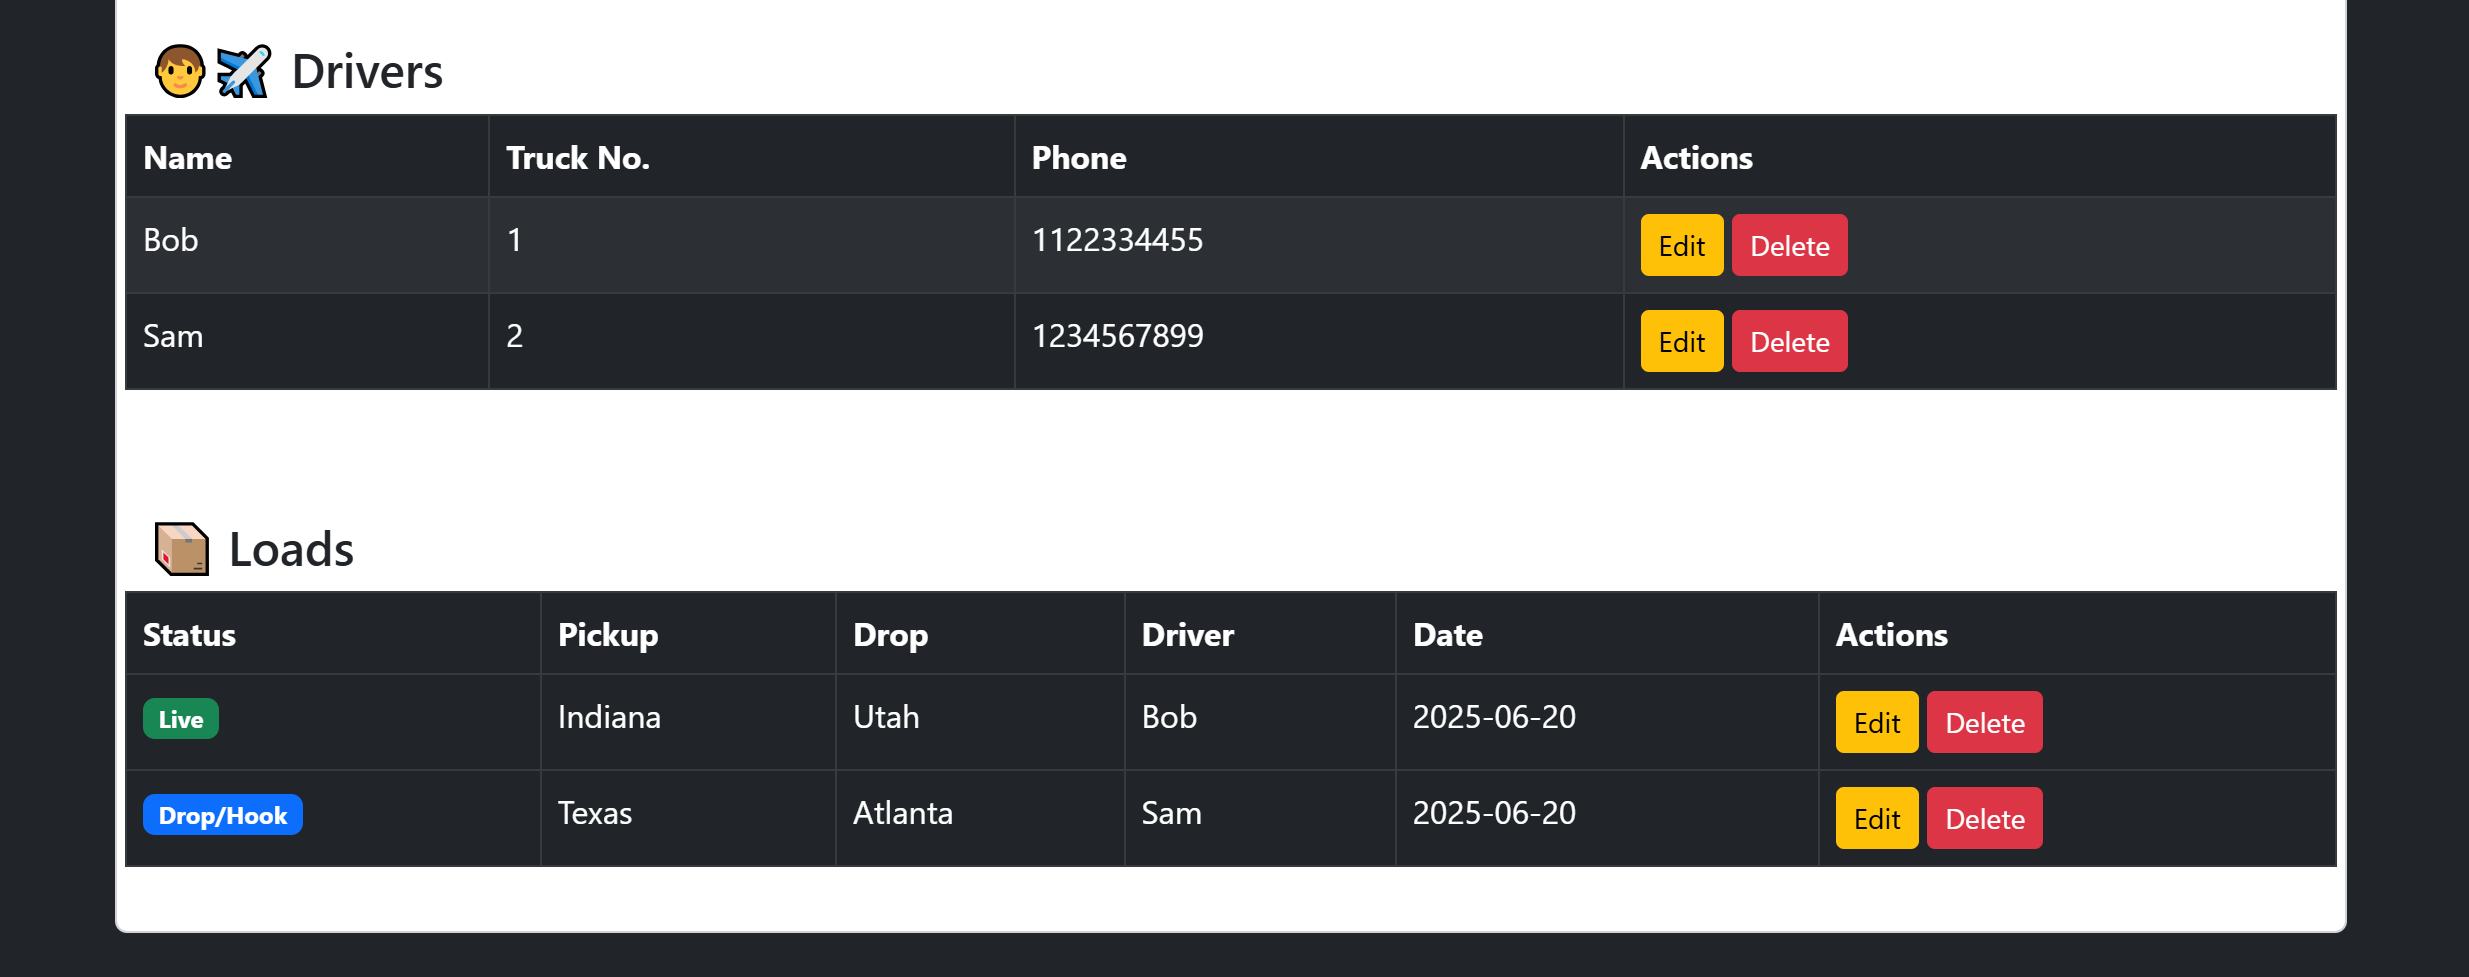 Drivers
Name Truck No. Phone Actions
Bob 1 1122334455 Edit Delete
Sam 2 1234567899 Edit Delete
Loads
Status Pickup Drop Driver Date Actions
Live Indiana Utah Bob 2025-06-20 Edit Delete
Drop/Hook Texas Atlanta Sam 2025-06-20 Edit Delete